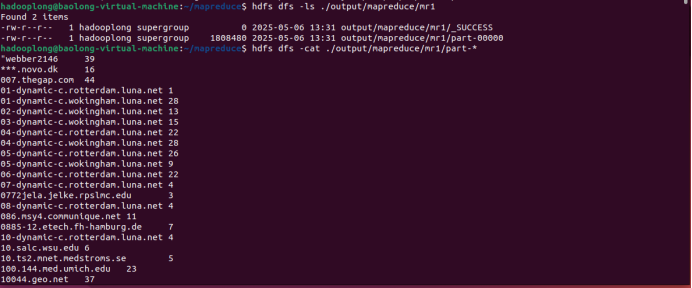 hadooplong@baolong-virtual-machine:~/mapreduce$ hdfs dfs -ls ./output/mapreduce/mr1
Found 2 items
-rw-r--r--   1 hadooplong supergroup          0 2025-05-06 13:31 output/mapreduce/mr1/_SUCCESS
-rw-r--r--   1 hadooplong supergroup    1808480 2025-05-06 13:31 output/mapreduce/mr1/part-00000
hadooplong@baolong-virtual-machine:~/mapreduce$ hdfs dfs -cat ./output/mapreduce/mr1/part-*
"webber2146     39
***.novo.dk     16
007.thegap.com  44
01-dynamic-c.rotterdam.luna.net 1
01-dynamic-c.wokingham.luna.net 28
02-dynamic-c.wokingham.luna.net 13
03-dynamic-c.wokingham.luna.net 15
04-dynamic-c.rotterdam.luna.net 22
04-dynamic-c.wokingham.luna.net 28
05-dynamic-c.rotterdam.luna.net 26
05-dynamic-c.wokingham.luna.net 9
06-dynamic-c.rotterdam.luna.net 22
07-dynamic-c.rotterdam.luna.net 4
0772jela.jelke.rpslmc.edu       3
08-dynamic-c.rotterdam.luna.net 4
086.msy4.communique.net 11
0885-12.etech.fh-hamburg.de     7
10-dynamic-c.rotterdam.luna.net 4
10.salc.wsu.edu 6
10.ts2.mnet.medstroms.se        5
100.144.med.umich.edu   23
10044.geo.net   37